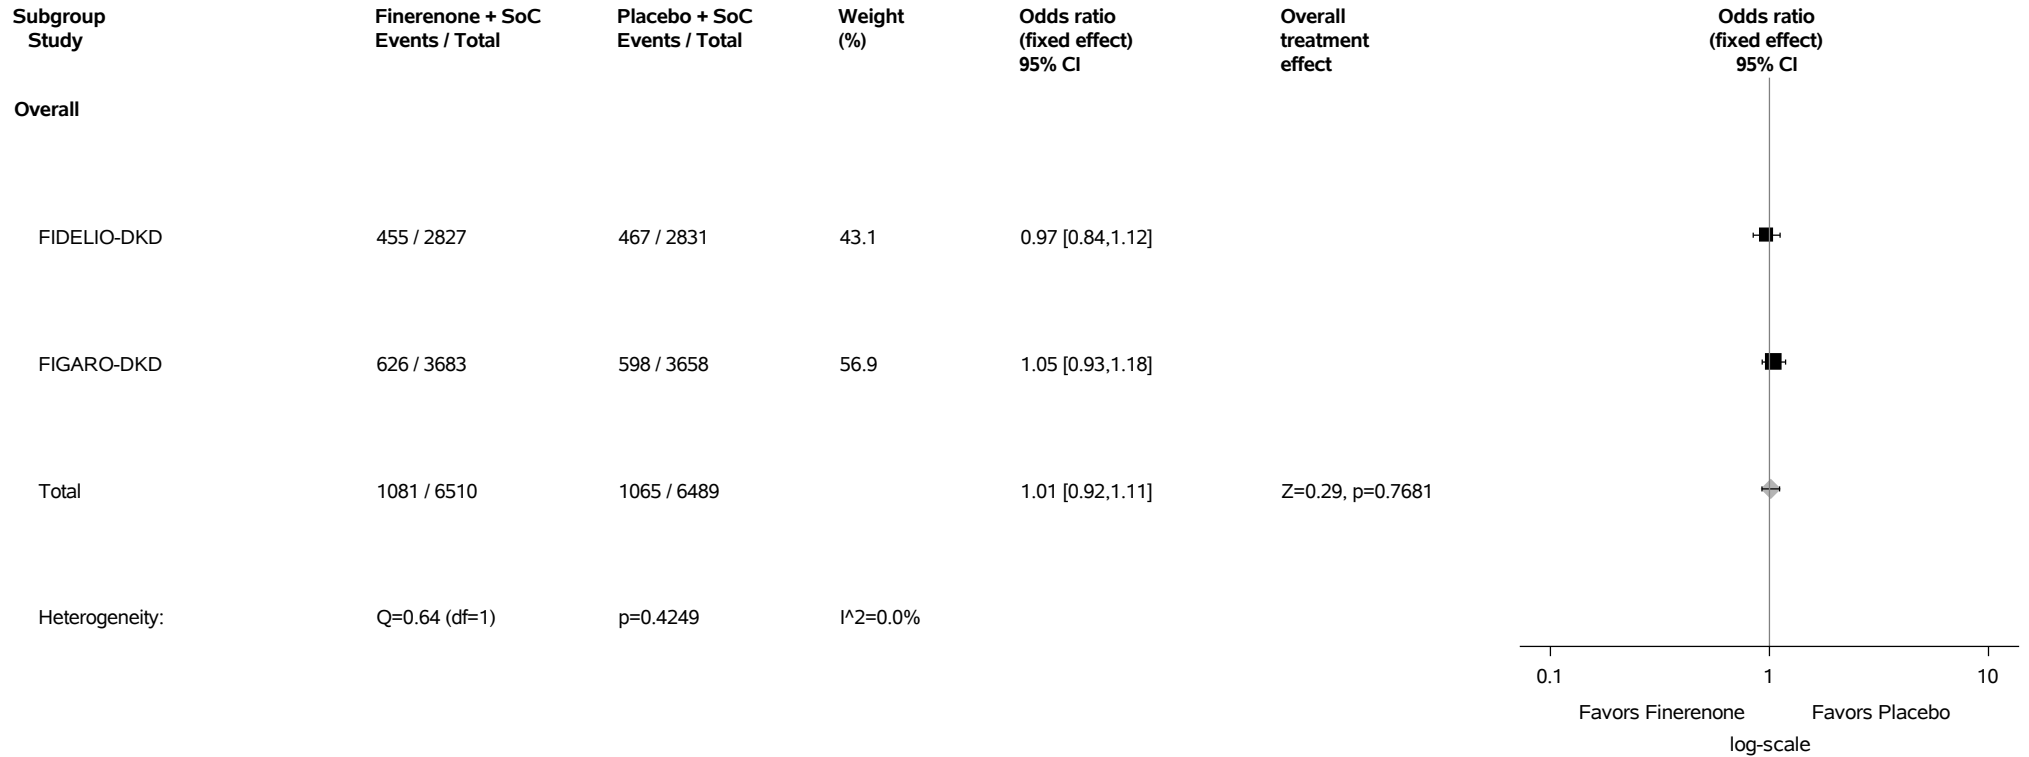 Subgroup Finerenone + SoC Placebo + SoC Weight Odds ratio Overall Odds ratio
Study Events / Total Events / Total (%) (fixed effect) treatment (fixed effect)
95% CI effect 95% CI
Overall
FIDELIO-DKD 455 / 2827 467 / 2831 43.1 0.97 [0.84,1.12]
FIGARO-DKD 626 / 3683 598 / 3658 56.9 1.05 [0.93,1.18]
Total 1081 / 6510 1065 / 6489 1.01 [0.92,1.11] Z=0.29, p=0.7681
Heterogeneity: Q=0.64 (df=1) p=0.4249 I^2=0.0%
0.1 1 10
Favors Finerenone Favors Placebo
log-scale